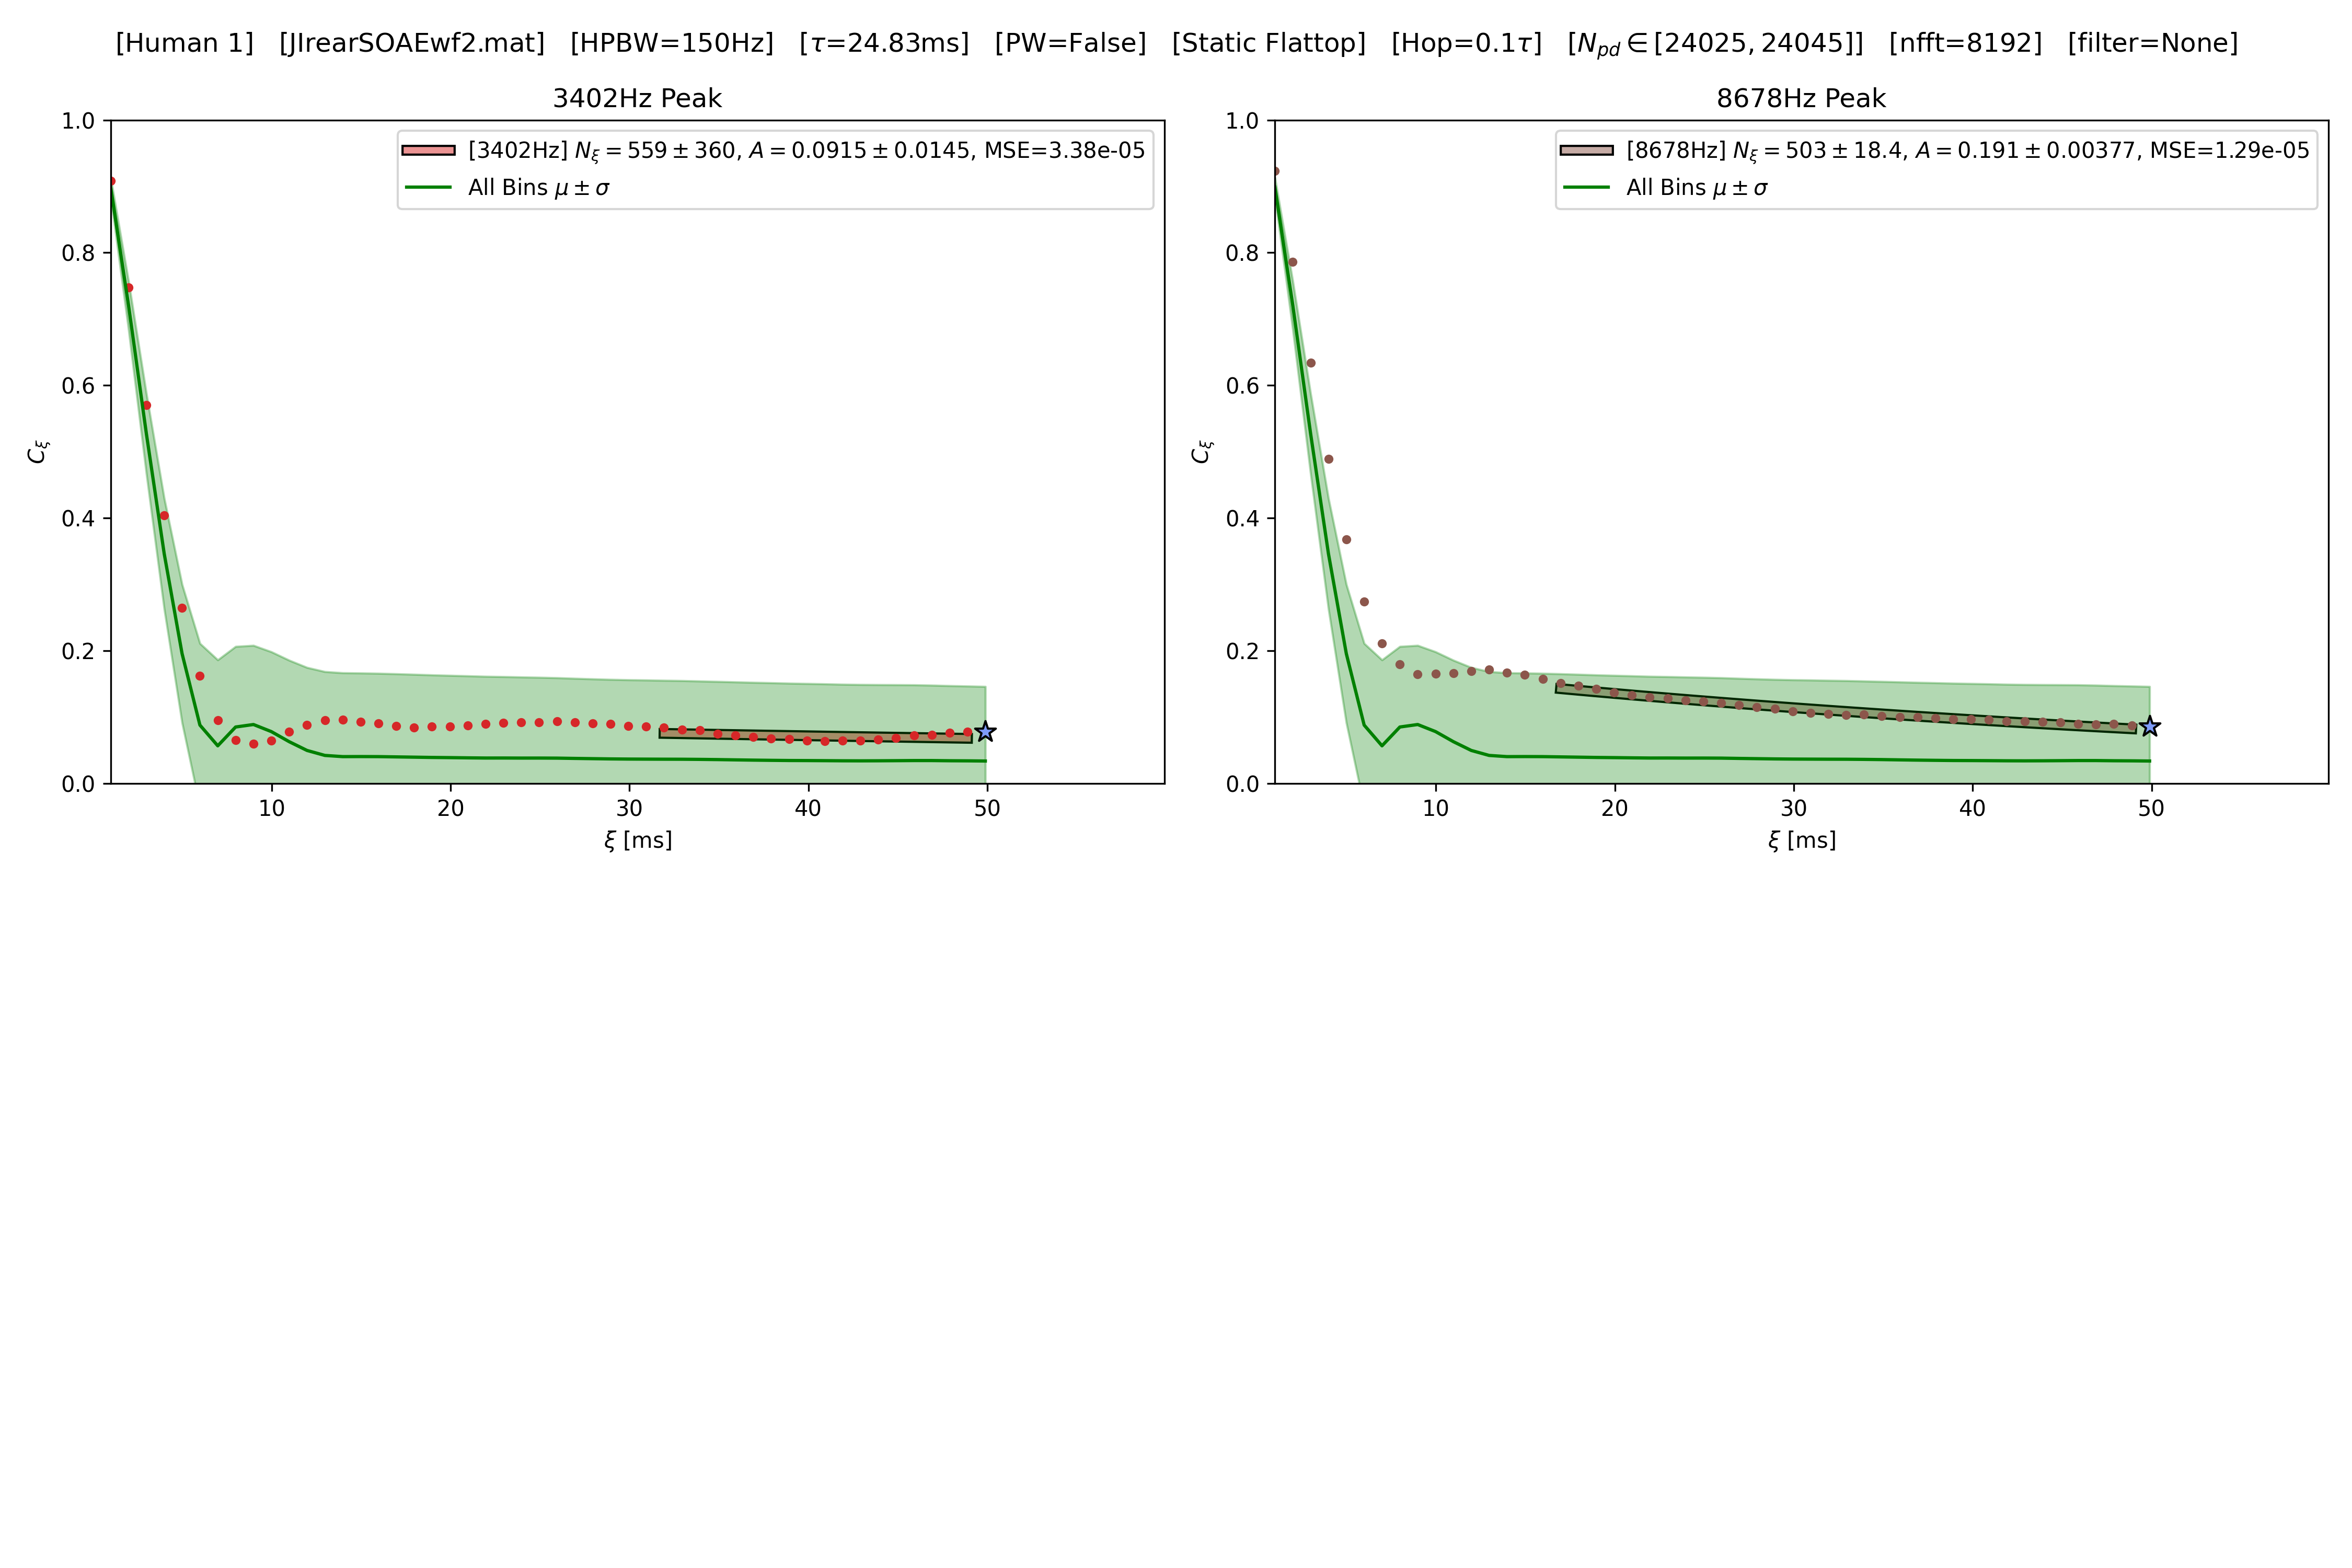 [Human 1] [JIrearSOAEwf2.mat] [HPBW=150Hz] [τ=24.83ms] [PW=False] [Static Flattop] [Hop=0.1τ] [N_pd ∈ [24025, 24045]] [nfft=8192] [filter=None]
3402Hz Peak
[3402Hz] N_ξ = 559 ± 360, A = 0.0915 ± 0.0145, MSE=3.38e-05
All Bins μ ± σ
1.0
0.8
0.6
0.4
0.2
0.0
C_ξ
10 20 30 40 50
ξ [ms]
8678Hz Peak
[8678Hz] N_ξ = 503 ± 18.4, A = 0.191 ± 0.00377, MSE=1.29e-05
All Bins μ ± σ
1.0
0.8
0.6
0.4
0.2
0.0
C_ξ
10 20 30 40 50
ξ [ms]